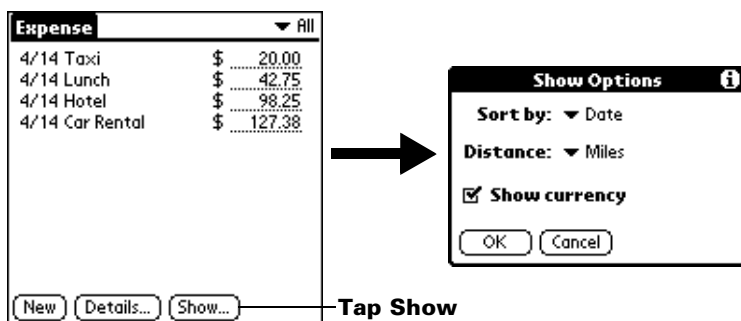 Expense All
4/14 Taxi $ 20.00
4/14 Lunch $ 42.75
4/14 Hotel $ 98.25
4/14 Car Rental $ 127.38
New Details... Show...
Tap Show
Show Options i
Sort by: Date
Distance: Miles
Show currency
OK Cancel